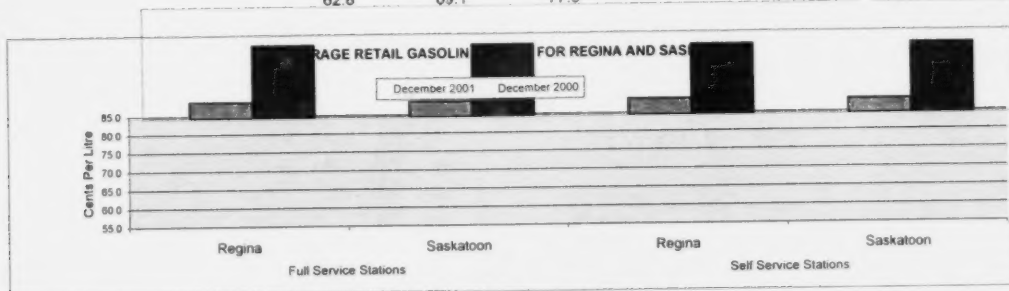 RAGE RETAIL GASOLIN FOR REGINA AND SAS
December 2001 December 2000
Cents Per Litre
85.0
80.0
75.0
70.0
65.0
60.0
55.0
Regina Saskatoon Regina Saskatoon
Full Service Stations Self Service Stations